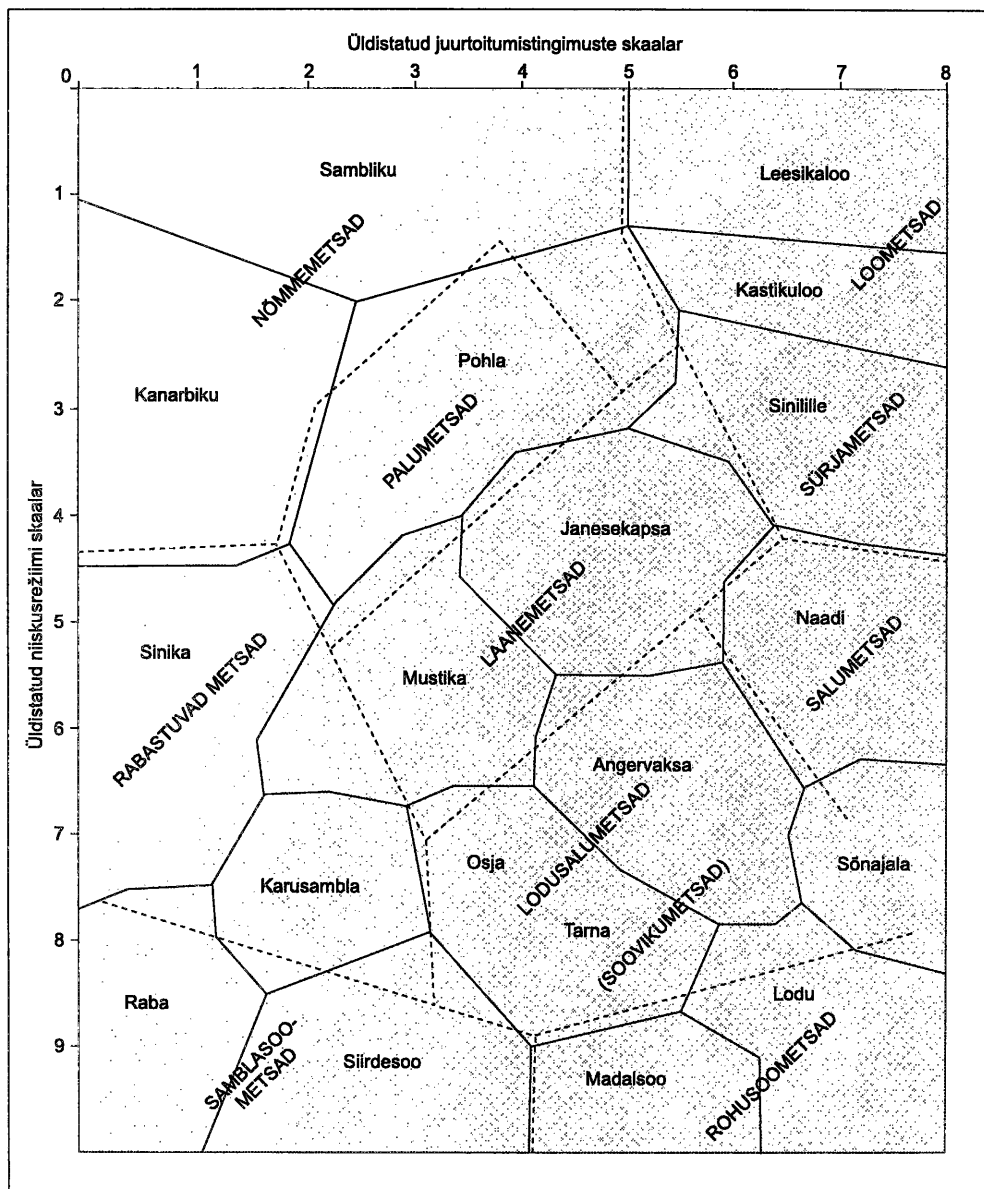 Üldistatud juurtoitumistingimuste skaalar
0 1 2 3 4 5 6 7 8
Üldistatud niiskusrežiimi skaalar
1
2
3
4
5
6
7
8
9
Sambliku
Leesikaloo
LOOMETSAD
NÕMMEMETSAD
Kastikuloo
Pohla
Kanarbiku
Sinilille
PALUMETSAD
SÜRJAMETSAD
Janesekapsa
LAANEMETSAD
Naadi
Sinika
RABASTUVAD METSAD
Mustika
SALUMETSAD
Angervaksa
LODUSALUMETSAD
Osja
Sõnajala
Karusambla
Tarna
(SOOVIKUMETSAD)
Raba
Lodu
SAMBLASOO-
METSAD
Siirdesoo
Madalsoo
ROHUSOOMETSAD